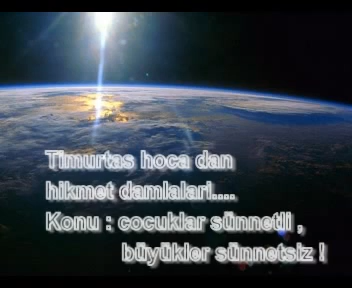 Timurtas hoca dan
hikmet damlalari....
Konu : cocuklar sünnetli ,
büyükler sünnetsiz !